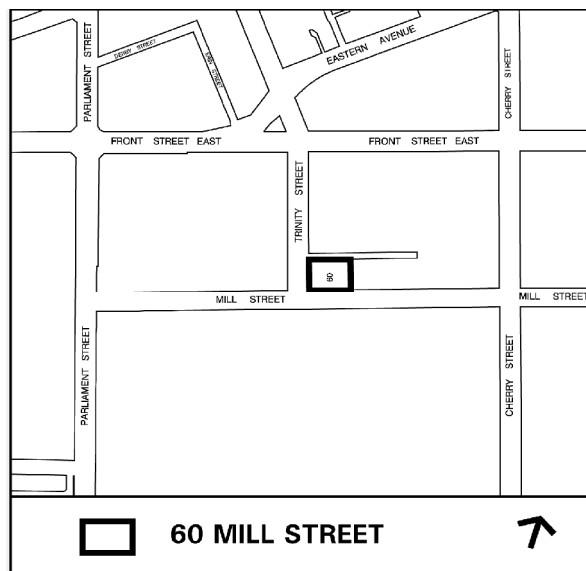 PARLIAMENT STREET
DERBY STREET
EASTERN AVENUE
CHERRY STREET
FRONT STREET EAST
FRONT STREET EAST
TRINITY STREET
60
MILL STREET
MILL STREET
PARLIAMENT STREET
CHERRY STREET
60 MILL STREET